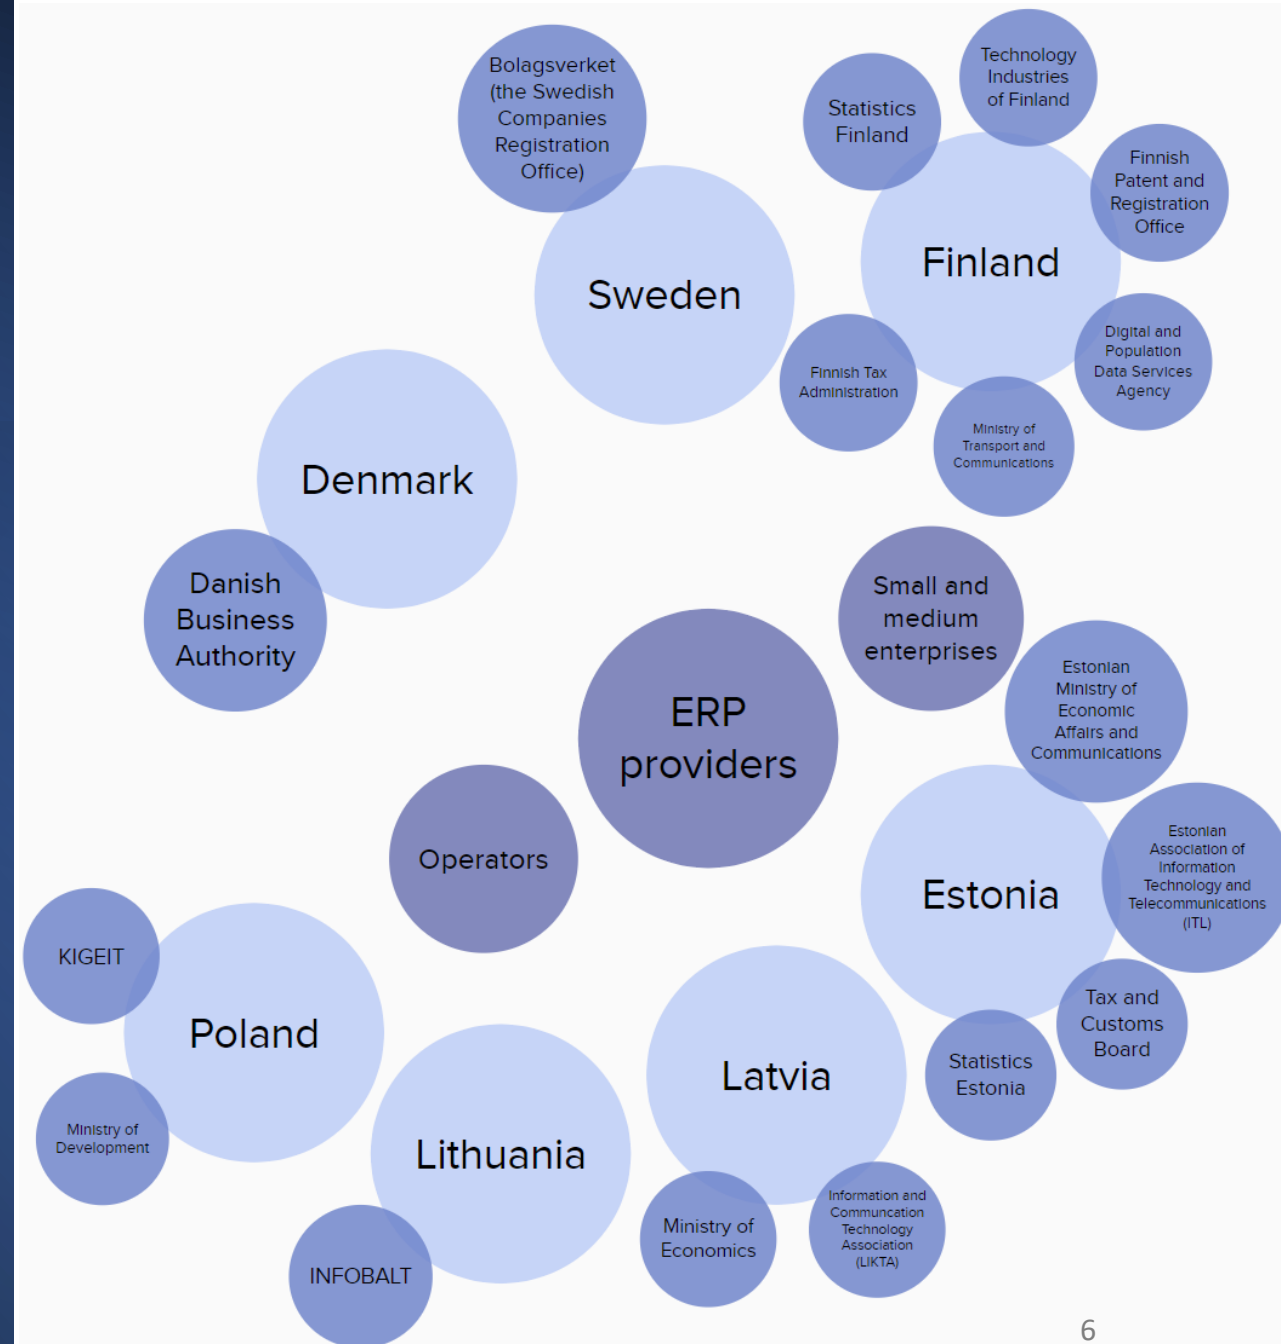 Bolagsverket
(the Swedish
Companies
Registration
Office)
Sweden
Statistics
Finland
Technology
Industries
of Finland
Finnish
Patent and
Registration
Office
Finland
Digital and
Population
Data Services
Agency
Finnish Tax
Administration
Ministry of
Transport and
Communications
Denmark
Danish
Business
Authority
Small and
medium
enterprises
ERP
providers
Operators
Estonian
Ministry of
Economic
Affairs and
Communications
Estonian
Association of
Information
Technology and
Telecommunications
(ITL)
Estonia
Tax and
Customs
Board
Statistics
Estonia
KIGEIT
Poland
Ministry of
Development
Lithuania
INFOBALT
Latvia
Ministry of
Economics
Information and
Communcation
Technology
Association
(LIKTA)
6